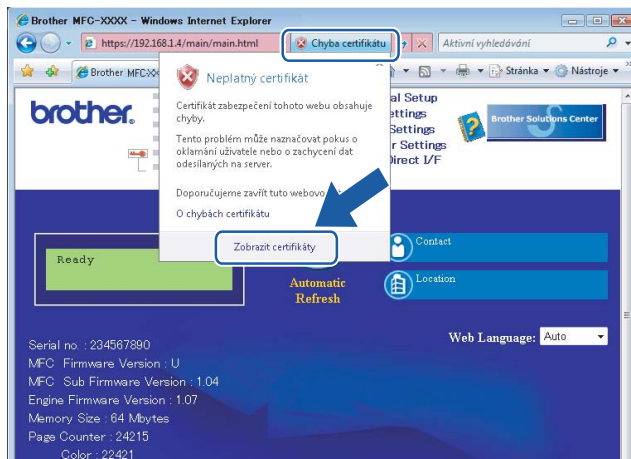 Brother MFC-XXXX - Windows Internet Explorer
https://192.168.1.4/main/main.html
Chyba certifikátu
Aktivní vyhledávání
Brother MFC-XX
Stránka
Nástroje
brother.
Neplatný certifikát
Certifikát zabezpečení tohoto webu obsahuje
chyby.
Tento problém může naznačovat pokus o
oklamání uživatele nebo o zachycení dat
odesílaných na server.
Doporučujeme zavřít tuto webovo
O chybách certifikátu
Zobrazit certifikáty
al Setup
ettings
Settings
r Settings
Direct I/F
Brother Solutions Center
Ready
Automatic
Refresh
Contact
Location
Web Language: Auto
Serial no. : 234567890
MFC Firmware Version : U
MFC Sub Firmware Version : 1.04
Engine Firmware Version : 1.07
Memory Size : 64 Mbytes
Page Counter : 24215
Color : 22421